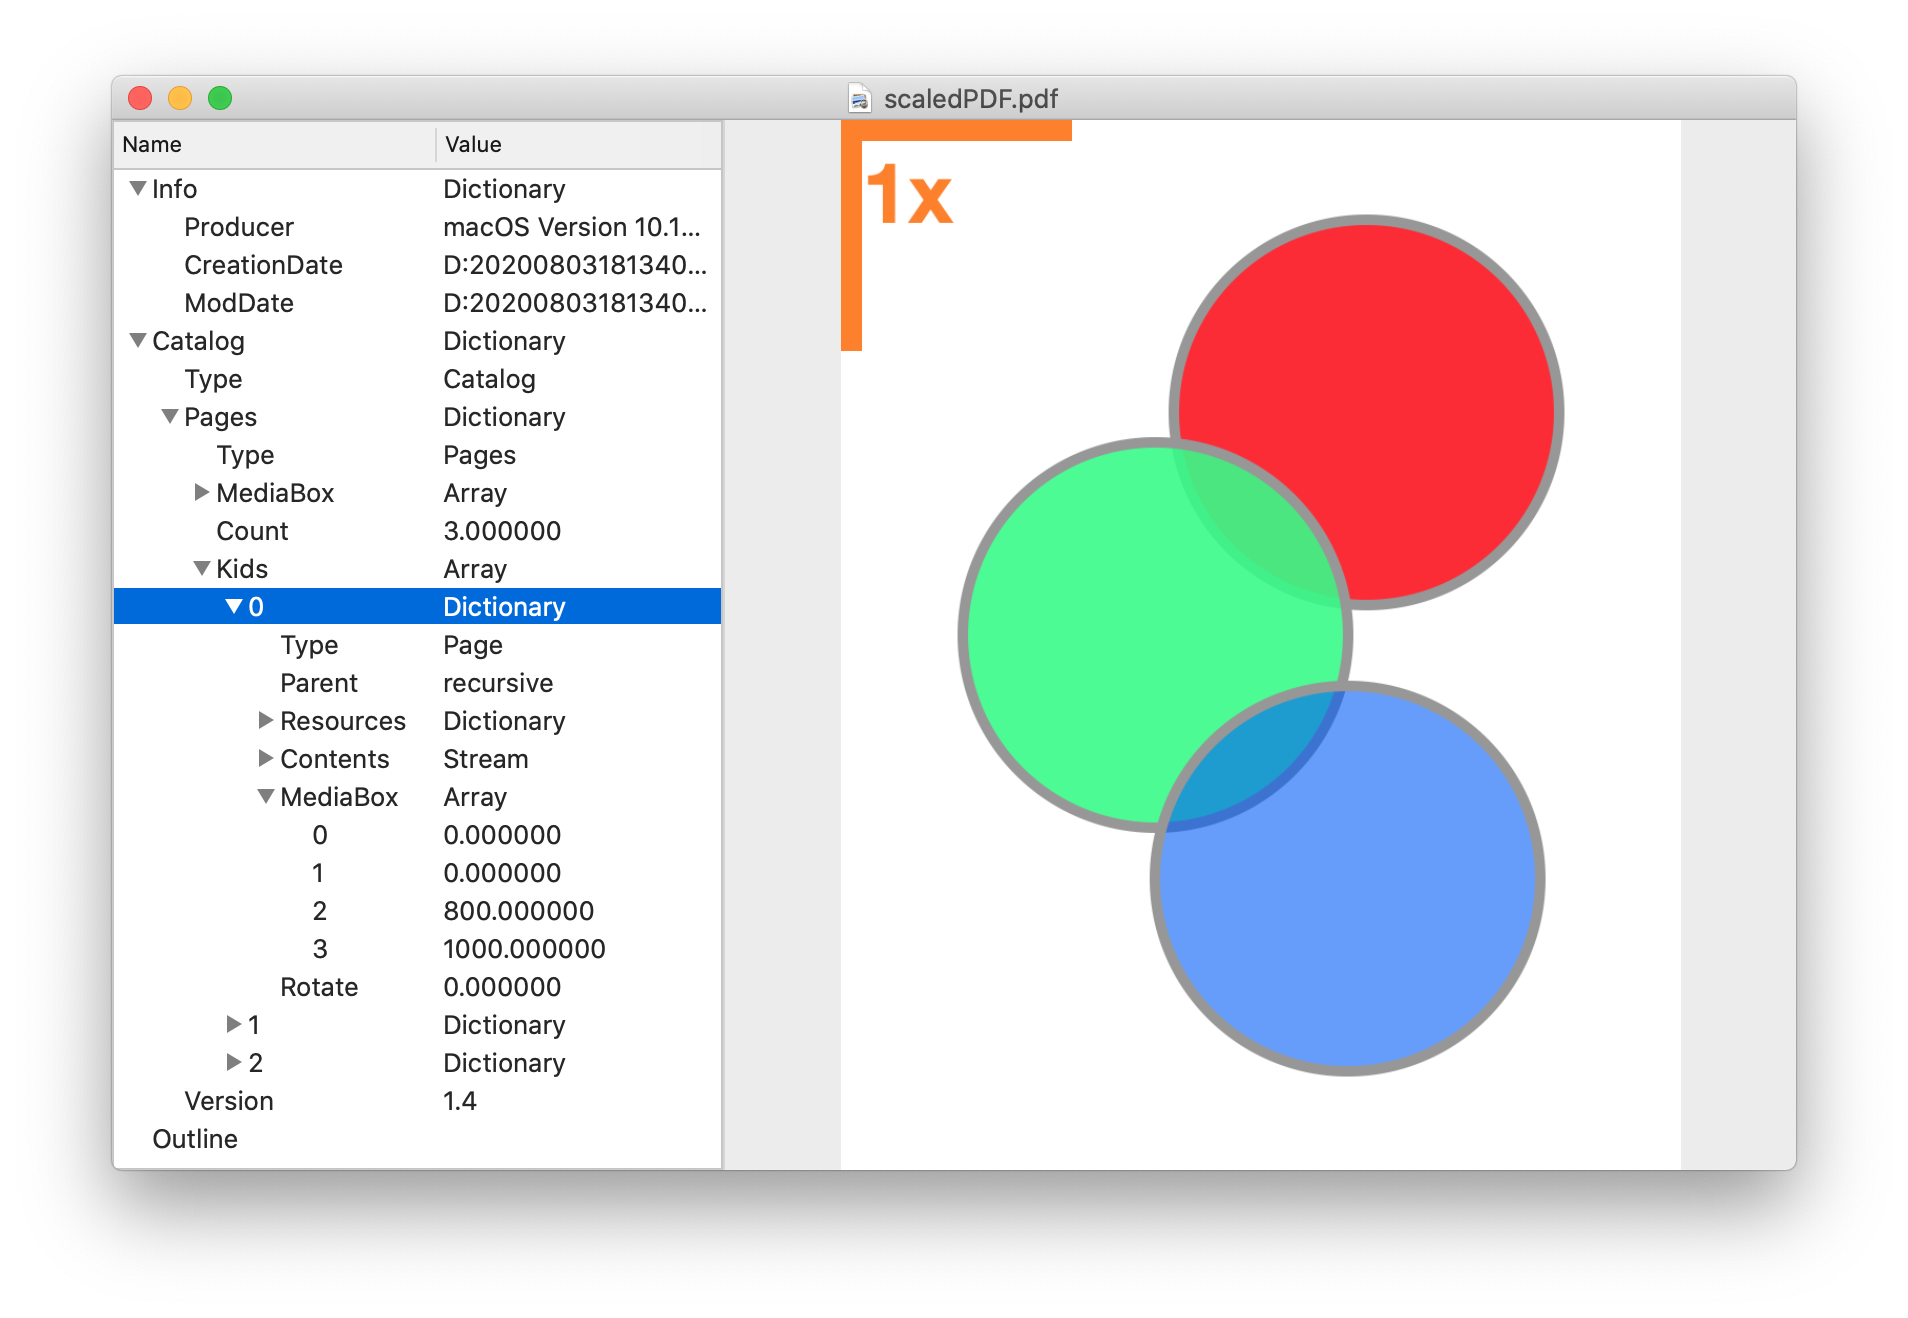 scaledPDF.pdf
Name Value
Info Dictionary
Producer macOS Version 10.1...
CreationDate D:20200803181340...
ModDate D:20200803181340...
Catalog Dictionary
Type Catalog
Pages Dictionary
Type Pages
MediaBox Array
Count 3.000000
Kids Array
0 Dictionary
Type Page
Parent recursive
Resources Dictionary
Contents Stream
MediaBox Array
0 0.000000
1 0.000000
2 800.000000
3 1000.000000
Rotate 0.000000
1 Dictionary
2 Dictionary
Version 1.4
Outline
1x